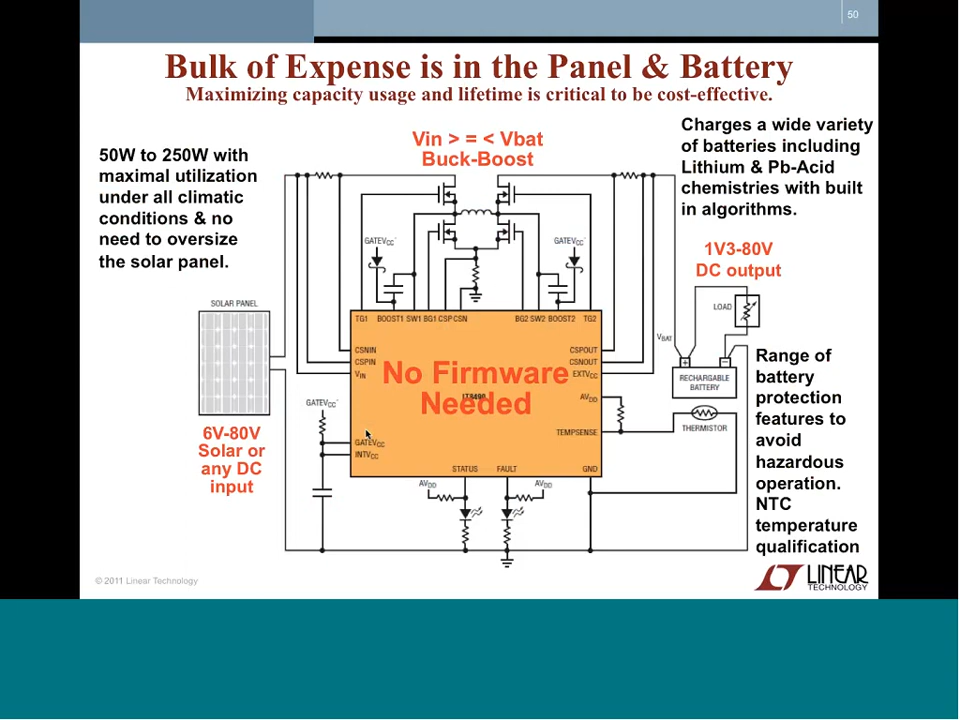 50
Bulk of Expense is in the Panel & Battery
Maximizing capacity usage and lifetime is critical to be cost-effective.
50W to 250W with
maximal utilization
under all climatic
conditions & no
need to oversize
the solar panel.
Vin > = < Vbat
Buck-Boost
Charges a wide variety
of batteries including
Lithium & Pb-Acid
chemistries with built
in algorithms.
1V3-80V
DC output
GATEVCC'
GATEVCC'
SOLAR PANEL
LOAD
TG1 BOOST1 SW1 BG1 CSP CSN BG2 SW2 BOOST2 TG2
VBAT
CSNIN
CSPIN
VIN
CSPOUT
CSNOUT
EXTVCC
AVDD
TEMPSENSE
No Firmware
Needed
RECHARGABLE
BATTERY
THERMISTOR
GATEVCC'
GATEVCC
INTVCC
STATUS FAULT GND
AVDD
AVDD
6V-80V
Solar or
any DC
input
Range of
battery
protection
features to
avoid
hazardous
operation.
NTC
temperature
qualification
© 2011 Linear Technology
LINEAR
TECHNOLOGY